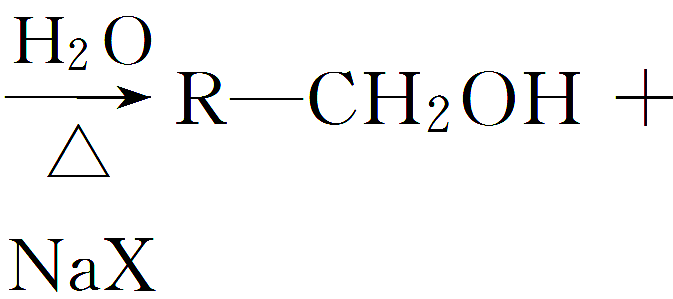 H₂O
⟶ R—CH₂OH +
△
NaX